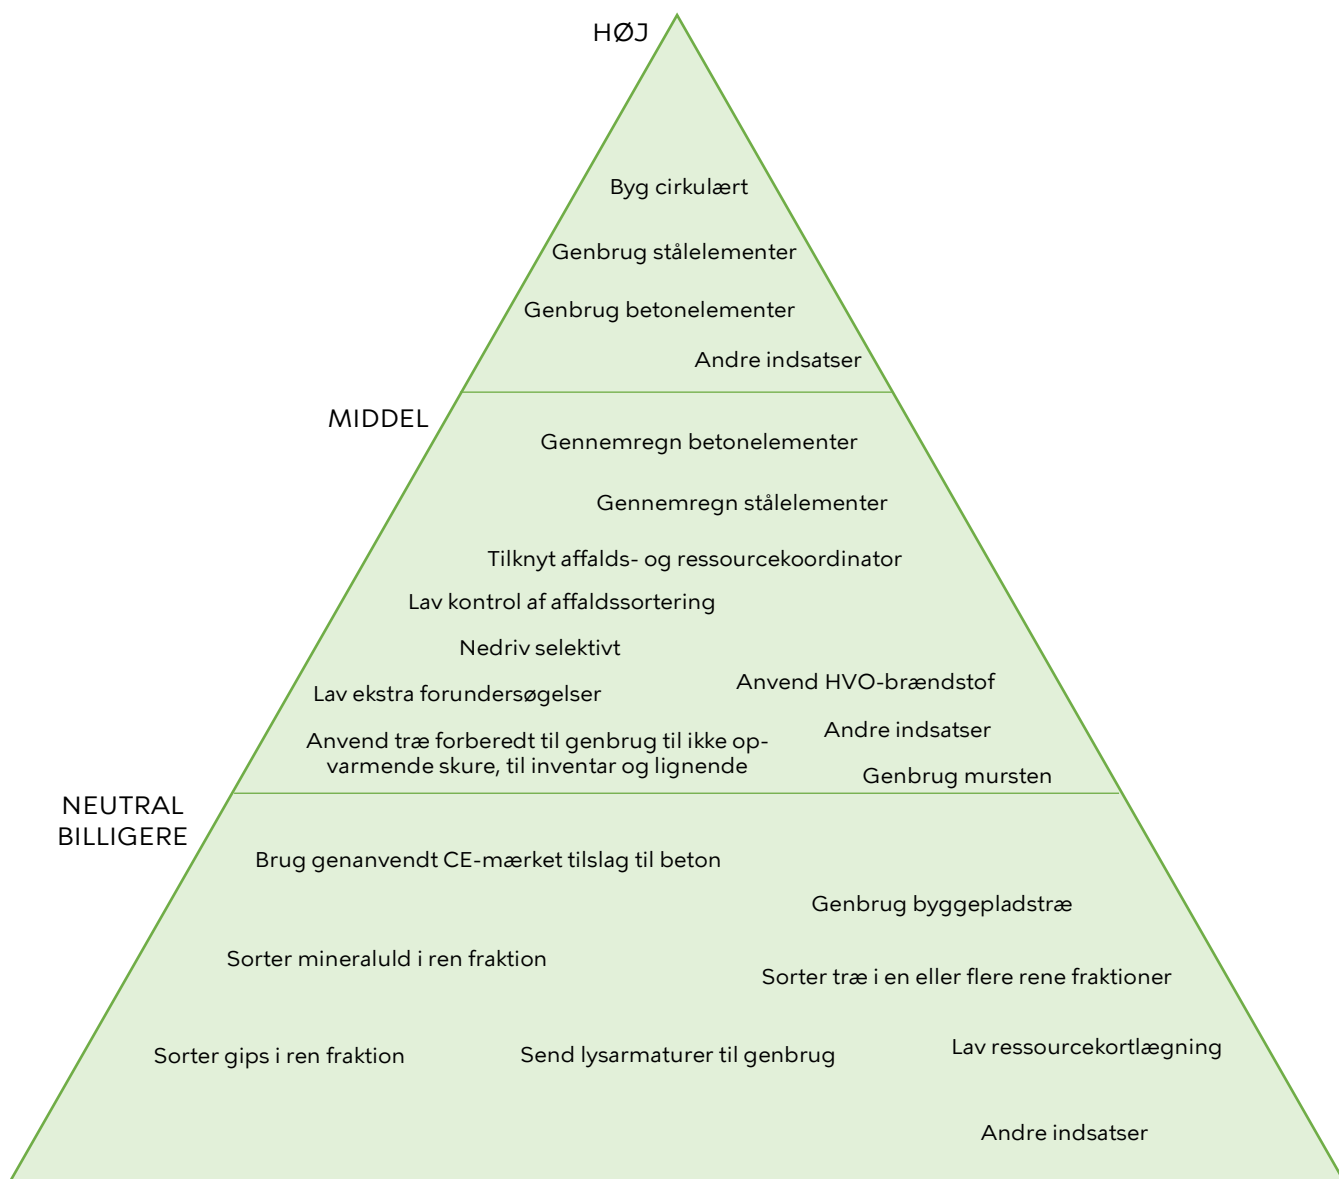 HØJ
Byg cirkulært
Genbrug stålelementer
Genbrug betonelementer
Andre indsatser
MIDDEL
Gennemregn betonelementer
Gennemregn stålelementer
Tilknyt affalds- og ressourcekoordinator
Lav kontrol af affaldssortering
Nedriv selektivt
Anvend HVO-brændstof
Lav ekstra forundersøgelser
Andre indsatser
Anvend træ forberedt til genbrug til ikke op-
varmende skure, til inventar og lignende
Genbrug mursten
NEUTRAL
BILLIGERE
Brug genanvendt CE-mærket tilslag til beton
Genbrug byggepladstræ
Sorter mineraluld i ren fraktion
Sorter træ i en eller flere rene fraktioner
Sorter gips i ren fraktion
Send lysarmaturer til genbrug
Lav ressourcekortlægning
Andre indsatser